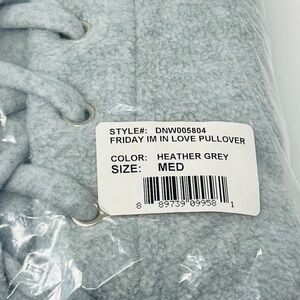 STYLE#: DNW005804
FRIDAY IM IN LOVE PULLOVER
COLOR: HEATHER GREY
SIZE: MED
8 89739 09958 1